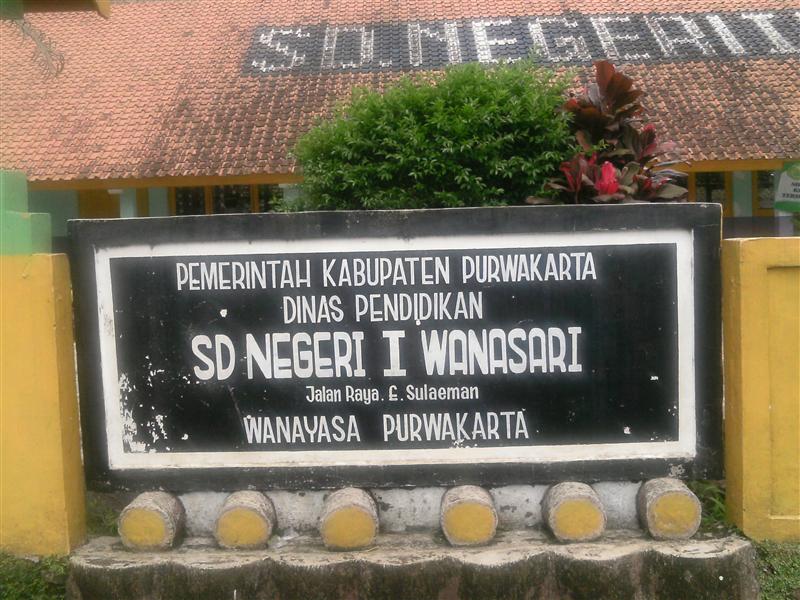 SD.NEGERI I
PEMERINTAH KABUPATEN PURWAKARTA
DINAS PENDIDIKAN
SD NEGERI I WANASARI
Jalan Raya. E. Sulaeman
WANAYASA PURWAKARTA